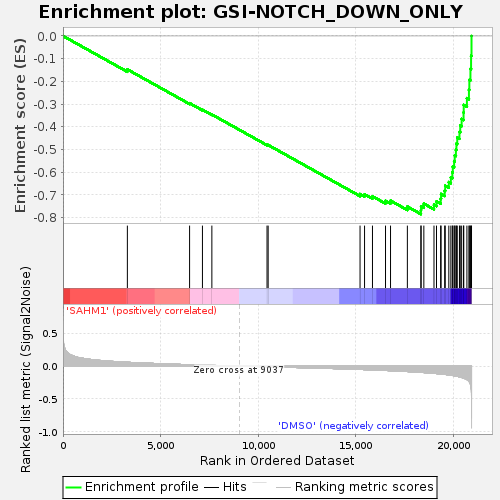 Enrichment plot: GSI-NOTCH_DOWN_ONLY
Enrichment score (ES)
0.0
-0.1
-0.2
-0.3
-0.4
-0.5
-0.6
-0.7
-0.8
'SAHM1' (positively correlated)
Ranked list metric (Signal2Noise)
0.5
0.0
-0.5
-1.0
Zero cross at 9037
'DMSO' (negatively correlated)
0
5,000
10,000
15,000
20,000
Rank in Ordered Dataset
Enrichment profile
Hits
Ranking metric scores